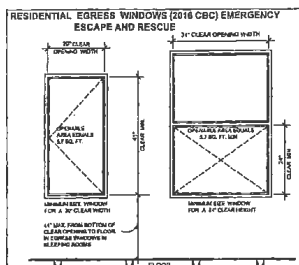 RESIDENTIAL EGRESS WINDOWS (2016 CBC) EMERGENCY
ESCAPE AND RESCUE
20" CLEAR
OPENING WIDTH
OPENABLE
AREA EQUALS
5.7 SQ. FT.
41"
CLEAR MIN.
MINIMUM SIZE WINDOW
FOR A 20" CLEAR WIDTH
44" MAX. FROM BOTTOM OF
CLEAR OPENING TO FLOOR
IN EGRESS WINDOWS IN
SLEEPING ROOMS
34" CLEAR OPENING WIDTH
OPENABLE AREA EQUALS
5.7 SQ. FT. MIN
24"
CLEAR MIN
MINIMUM SIZE WINDOW
FOR A 24" CLEAR HEIGHT
FLOOR